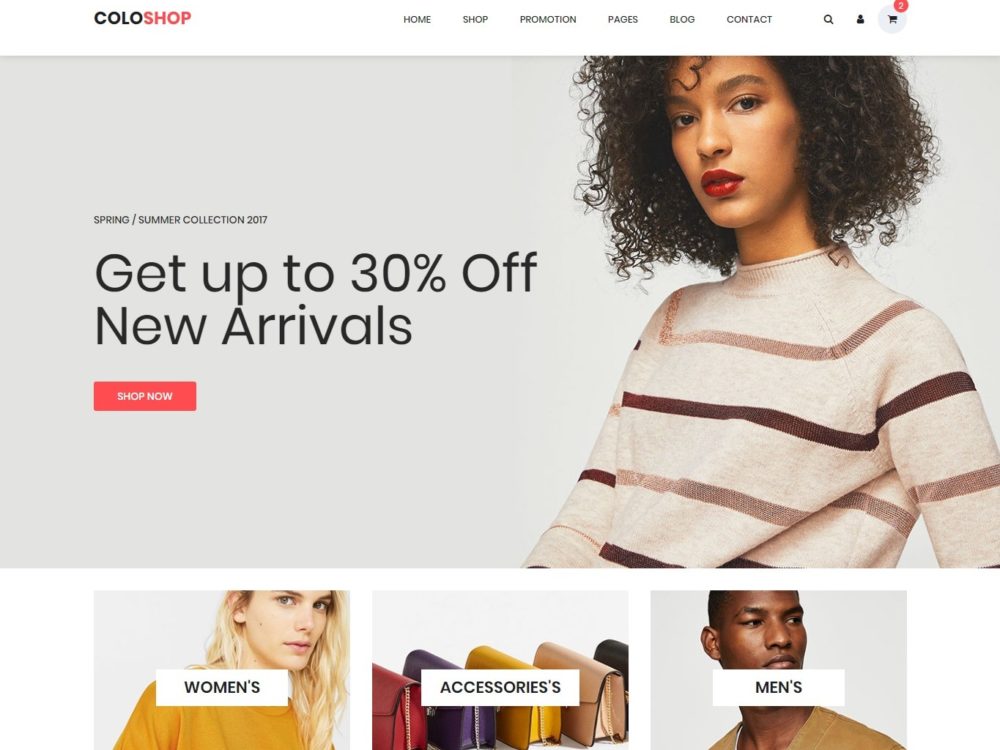 COLOSHOP
HOME SHOP PROMOTION PAGES BLOG CONTACT
2
SPRING / SUMMER COLLECTION 2017
Get up to 30% Off
New Arrivals
SHOP NOW
WOMEN'S
ACCESSORIES'S
MEN'S